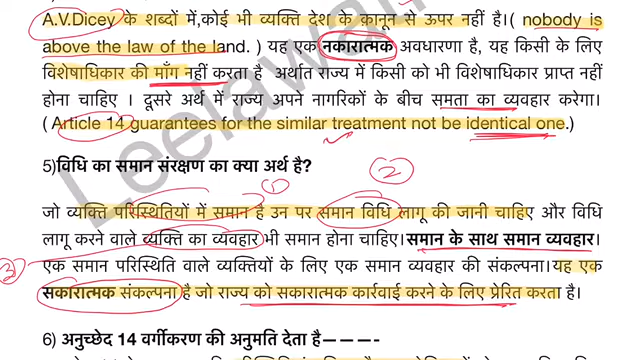 A.V.Dicey के शब्दों में,कोई भी व्यक्ति देश के कानून से ऊपर नहीं है।( nobody is
above the law of the land. ) यह एक नकारात्मक अवधारणा है, यह किसी के लिए
विशेषाधिकार की माँग नहीं करता है अर्थात राज्य में किसी को भी विशेषाधिकार प्राप्त नहीं
होना चाहिए । दूसरे अर्थ में राज्य अपने नागरिकों के बीच समता का व्यवहार करेगा।
( Article 14 guarantees for the similar treatment not be identical one.)
5)विधि का समान संरक्षण का क्या अर्थ है?
②
①
जो व्यक्ति परिस्थितियों में समान है उन पर समान विधि लागू की जानी चाहिए और विधि
लागू करने वाले व्यक्ति का व्यवहार भी समान होना चाहिए।समान के साथ समान व्यवहार।
③
एक समान परिस्थिति वाले व्यक्तियों के लिए एक समान व्यवहार की संकल्पना।यह एक
सकारात्मक संकल्पना है जो राज्य को सकारात्मक कार्रवाई करने के लिए प्रेरित करता है।
6) अनुच्छेद 14 वर्गीकरण की अनुमति देता है————-